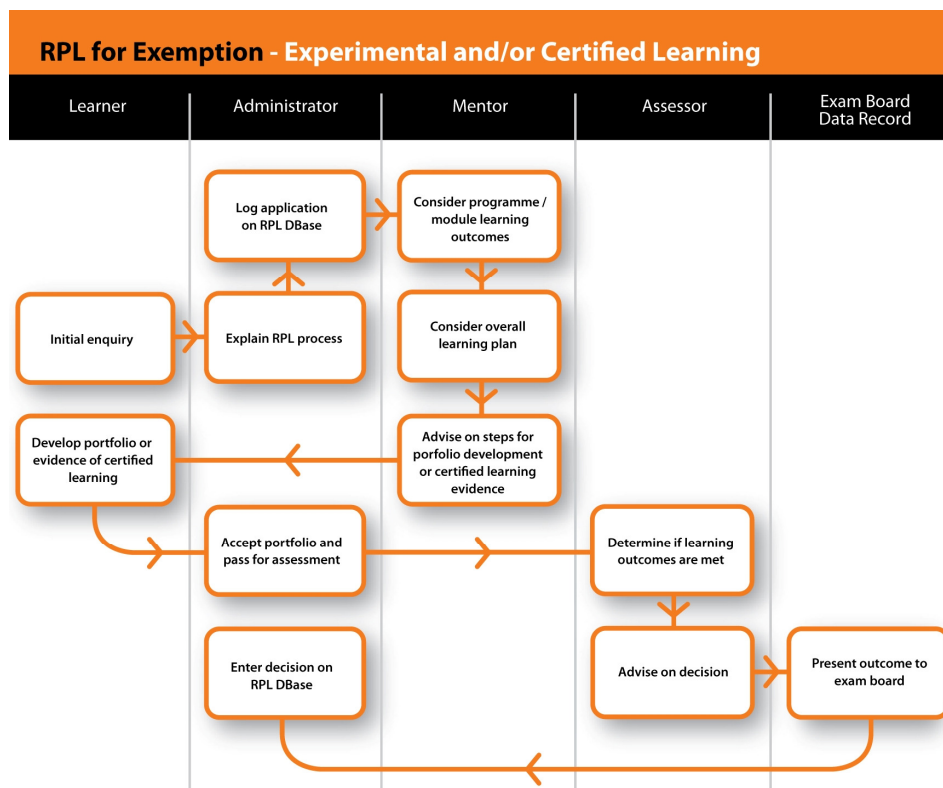 RPL for Exemption - Experimental and/or Certified Learning
Learner
Administrator
Mentor
Assessor
Exam Board
Data Record
Log application
on RPL DBase
Consider programme /
module learning
outcomes
Initial enquiry
Explain RPL process
Consider overall
learning plan
Develop portfolio or
evidence of certified
learning
Advise on steps for
porfolio development
or certified learning
evidence
Accept portfolio and
pass for assessment
Determine if learning
outcomes are met
Enter decision on
RPL DBase
Advise on decision
Present outcome to
exam board